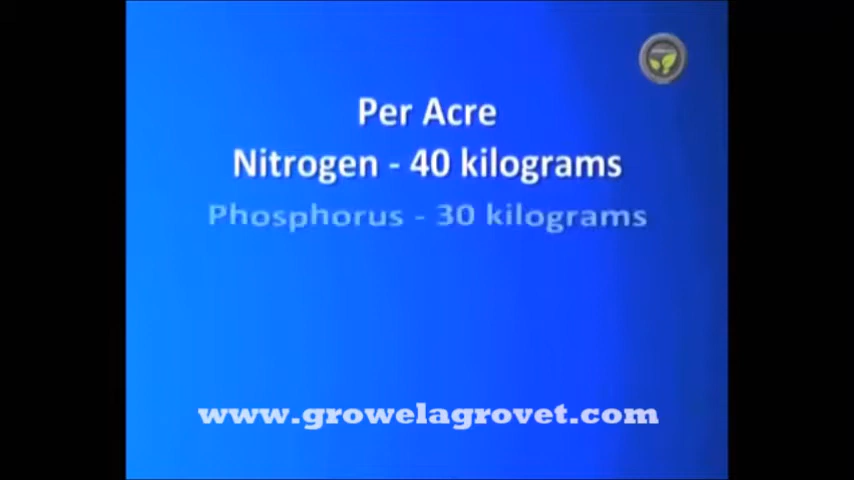 Per Acre
Nitrogen - 40 kilograms
Phosphorus - 30 kilograms
www.growelagrovet.com